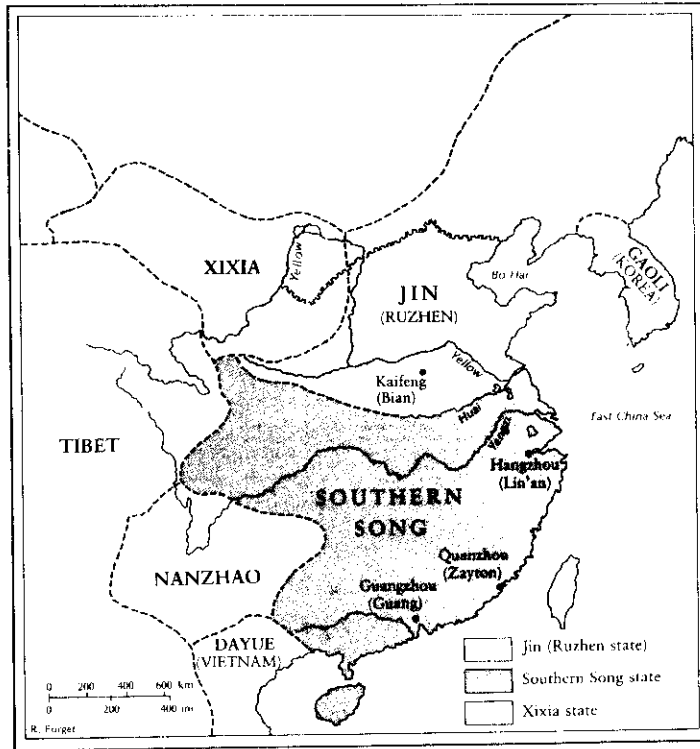 XIXIA
Yellow
JIN
(RUZHEN)
Bo Hai
GAOLI
(KOREA)
Kaifeng
(Bian)
Yellow
Huai
Yangzi
East China Sea
TIBET
Hangzhou
(Lin'an)
SOUTHERN
SONG
Quanzhou
(Zayton)
NANZHAO
Guangzhou
(Guang)
DAYUE
(VIETNAM)
Jin (Ruzhen state)
Southern Song state
Xixia state
0 200 400 600 km
0 200 400 mi
R. Forget